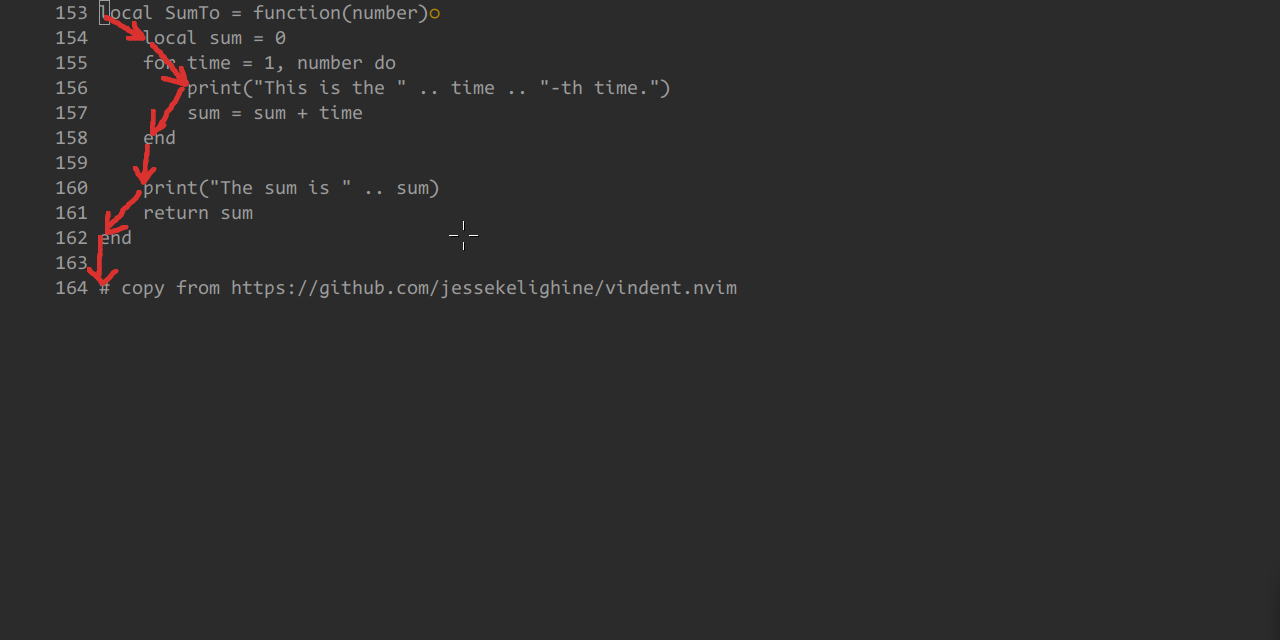 153 local SumTo = function(number)
154     local sum = 0
155     for time = 1, number do
156         print("This is the " .. time .. "-th time.")
157         sum = sum + time
158     end
159
160     print("The sum is " .. sum)
161     return sum
162 end
163
164 # copy from https://github.com/jessekelighine/vindent.nvim